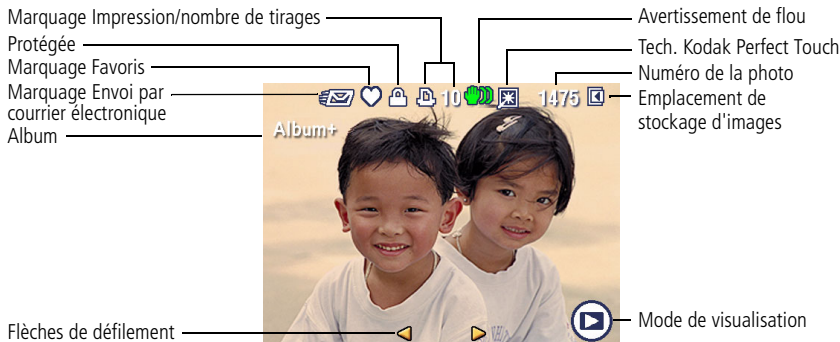 Marquage Impression/nombre de tirages
Protégée
Marquage Favoris
Marquage Envoi par
courrier électronique
Album
Flèches de défilement
Avertissement de flou
Tech. Kodak Perfect Touch
Numéro de la photo
Emplacement de
stockage d'images
Mode de visualisation
10 1475
Album+